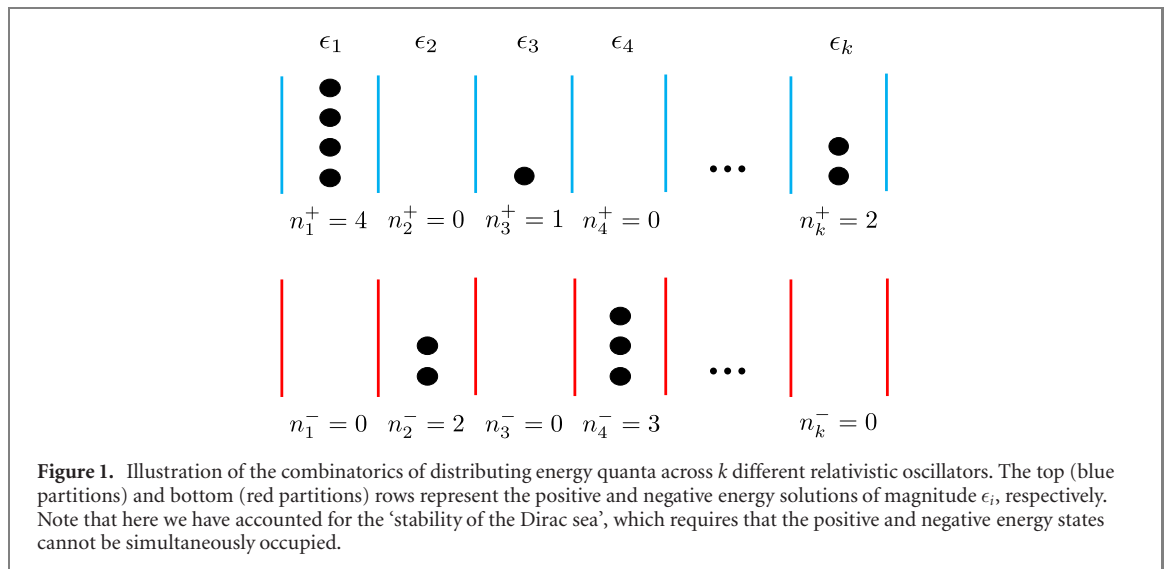 ϵ₁ ϵ₂ ϵ₃ ϵ₄ ϵₖ
...
n₁⁺ = 4 n₂⁺ = 0 n₃⁺ = 1 n₄⁺ = 0 nₖ⁺ = 2
...
n₁⁻ = 0 n₂⁻ = 2 n₃⁻ = 0 n₄⁻ = 3 nₖ⁻ = 0
Figure 1. Illustration of the combinatorics of distributing energy quanta across k different relativistic oscillators. The top (blue
partitions) and bottom (red partitions) rows represent the positive and negative energy solutions of magnitude ϵᵢ, respectively.
Note that here we have accounted for the ‘stability of the Dirac sea’, which requires that the positive and negative energy states
cannot be simultaneously occupied.